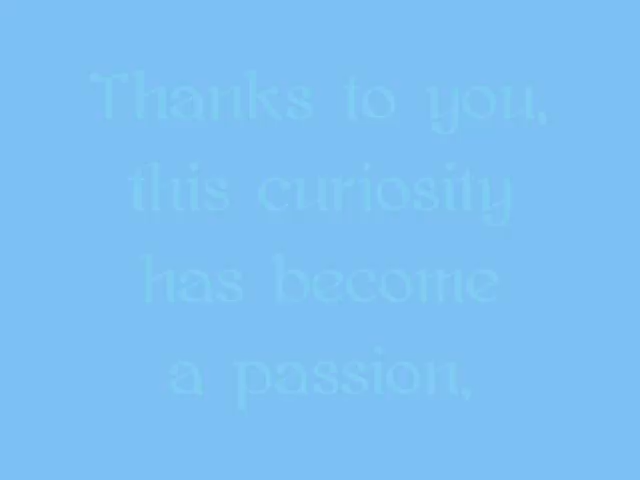 Thanks to you,
this curiosity
has become
a passion,